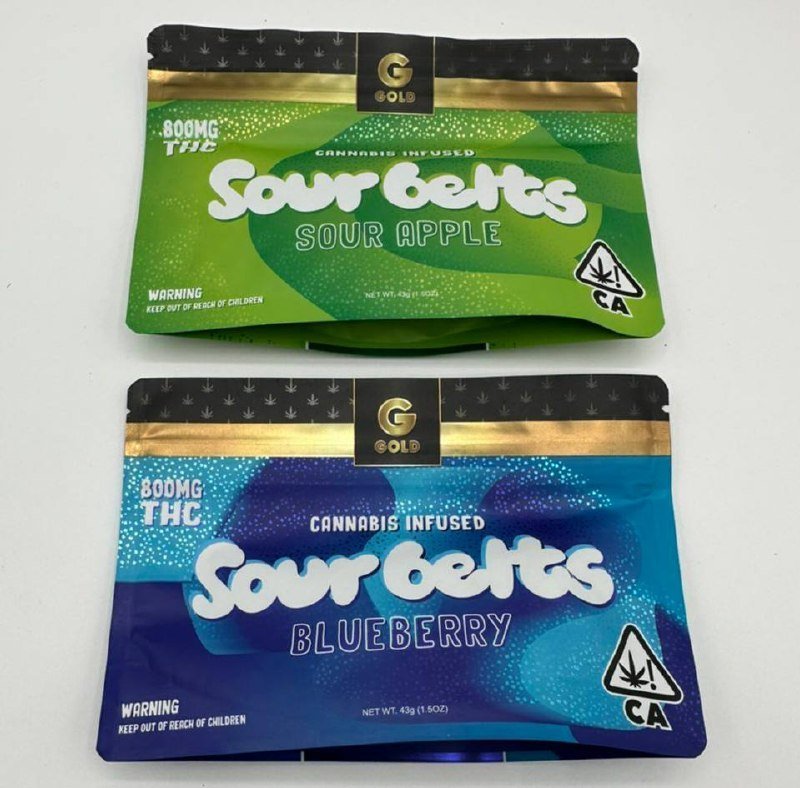 G
GOLD
800MG
THC
CANNABIS INFUSED
Sour belts
SOUR APPLE
WARNING
KEEP OUT OF REACH OF CHILDREN
NET WT. 43g (1.5OZ)
CA
G
GOLD
800MG
THC
CANNABIS INFUSED
Sour belts
BLUEBERRY
WARNING
KEEP OUT OF REACH OF CHILDREN
NET WT. 43g (1.5OZ)
CA